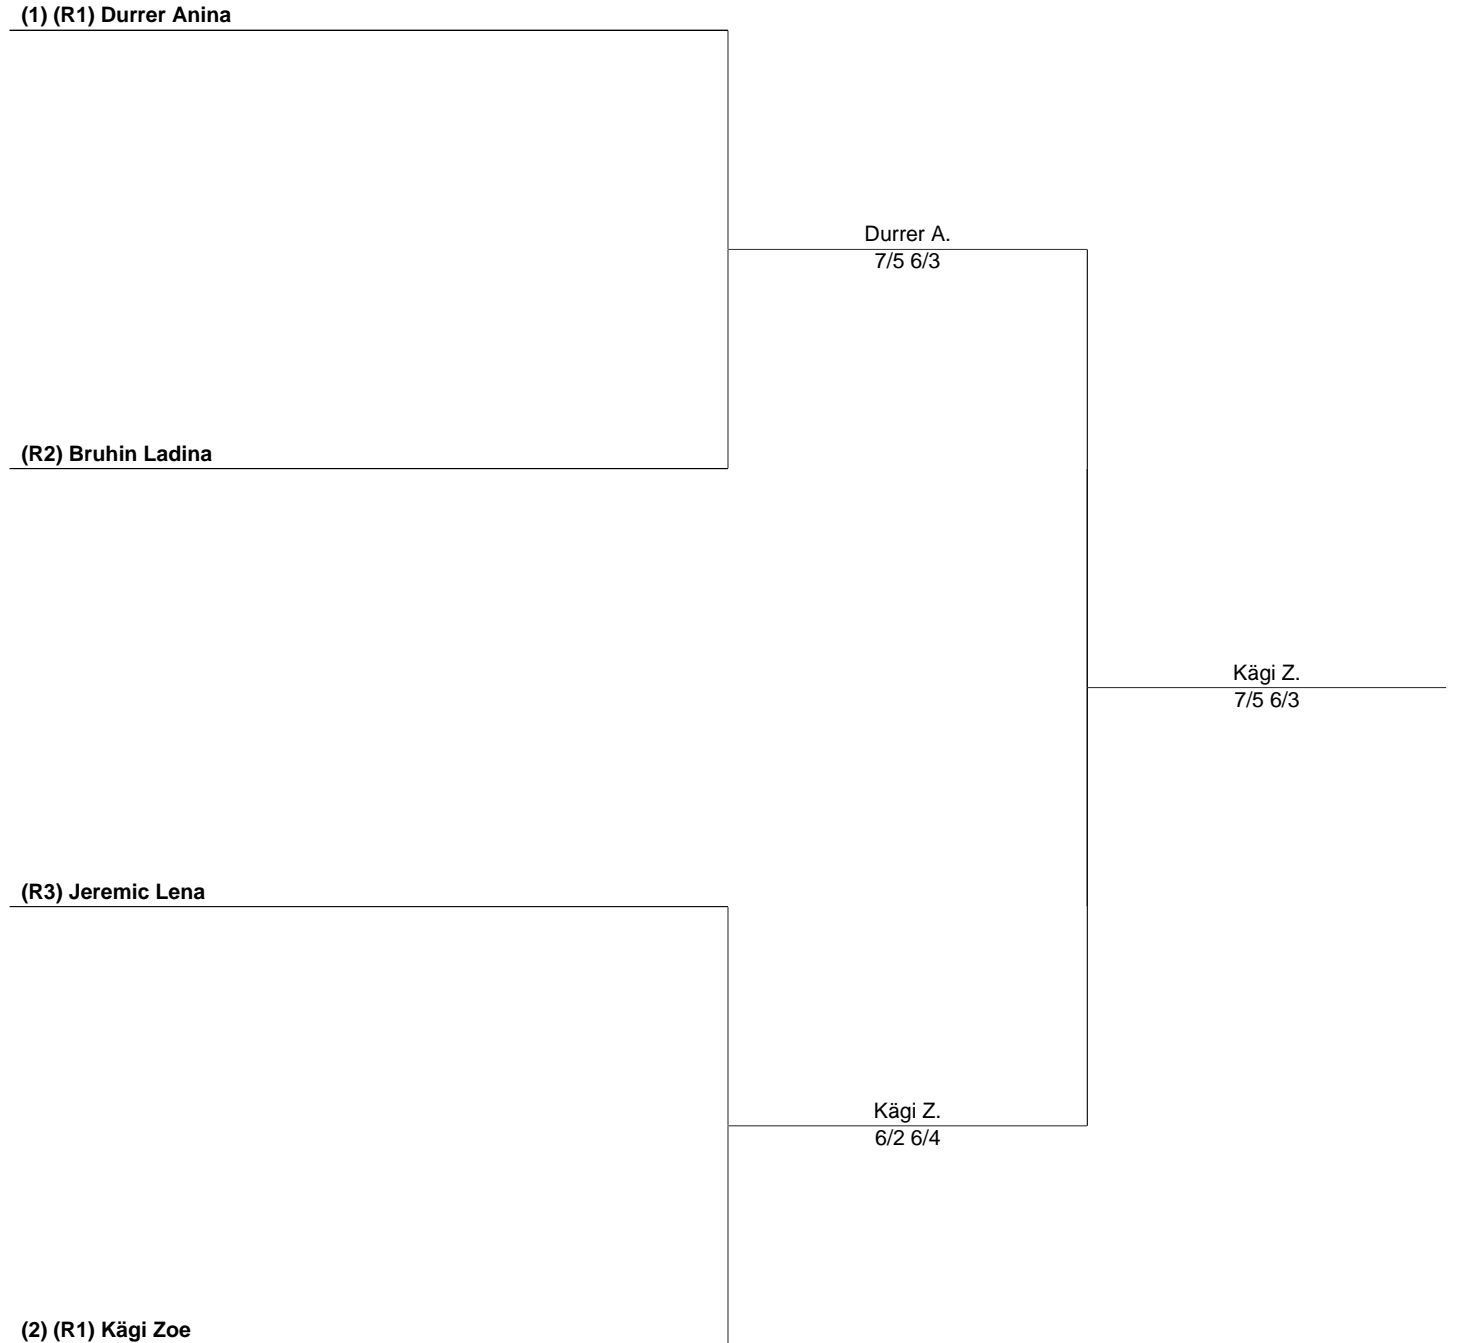 (1) (R1) Durrer Anina
Durrer A.
7/5 6/3
(R2) Bruhin Ladina
Kägi Z.
7/5 6/3
(R3) Jeremic Lena
Kägi Z.
6/2 6/4
(2) (R1) Kägi Zoe